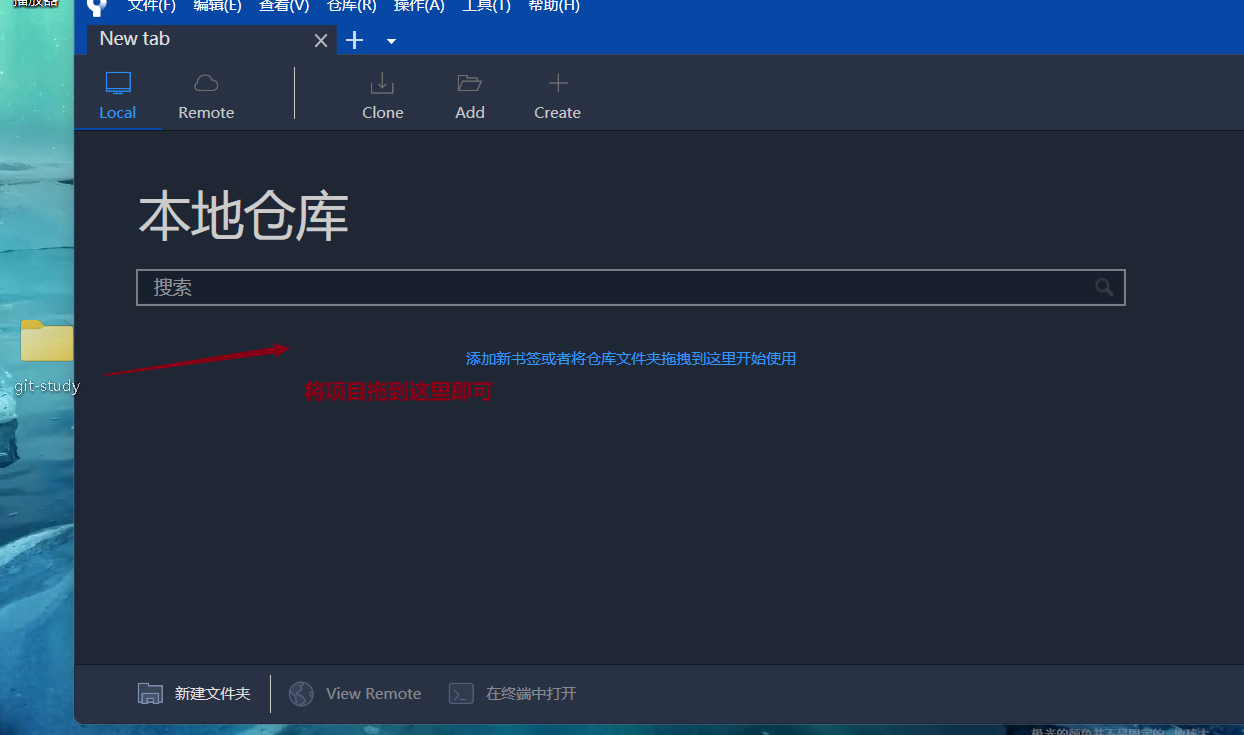 播放器
文件(F) 编辑(E) 查看(V) 仓库(R) 操作(A) 工具(T) 帮助(H)
New tab
Local Remote Clone Add Create
本地仓库
搜索
添加新书签或者将仓库文件夹拖拽到这里开始使用
git-study
将项目拖到这里即可
新建文件夹 View Remote 在终端中打开